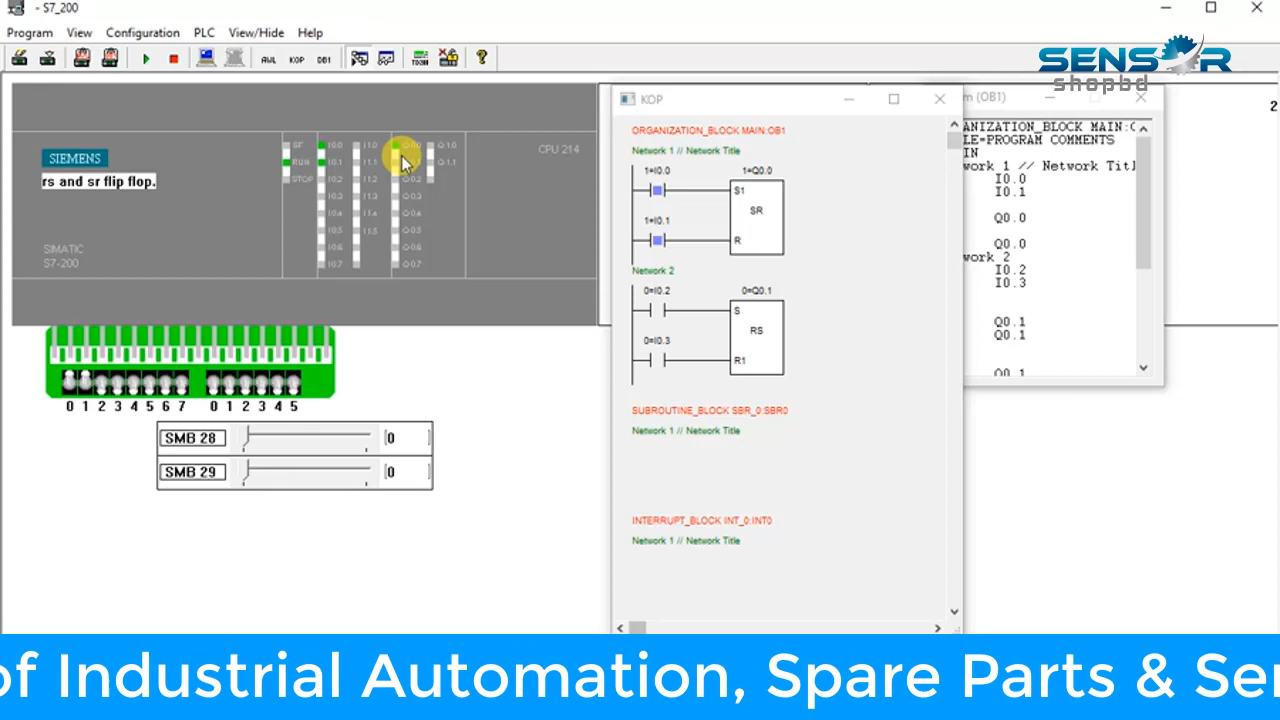 - S7_200
Program View Configuration PLC View/Hide Help
AWL KOP DB1
SENSOR
shopbd
SIEMENS
rs and sr flip flop.
SIMATIC
S7-200
SF I0.0 I1.0 Q0.0 Q1.0
RUN I0.1 I1.1 Q1.1
STOP I0.2 I1.2 Q0.2
I0.3 I1.3 Q0.3
I0.4 I1.4 Q0.4
I0.5 I1.5 Q0.5
I0.6 Q0.6
I0.7 Q0.7
CPU 214
2
0 1 2 3 4 5 6 7 0 1 2 3 4 5
SMB 28 0
SMB 29 0
KOP
ORGANIZATION_BLOCK MAIN:OB1
Network 1 // Network Title
1=I0.0 1=Q0.0
S1
SR
1=I0.1
R
Network 2
0=I0.2 0=Q0.1
S
RS
0=I0.3
R1
SUBROUTINE_BLOCK SBR_0:SBR0
Network 1 // Network Title
INTERRUPT_BLOCK INT_0:INT0
Network 1 // Network Title
m (OB1)
ANIZATION_BLOCK MAIN:
LE=PROGRAM COMMENTS
IN
work 1 // Network Titl
I0.0
I0.1
Q0.0
Q0.0
work 2
I0.2
I0.3
Q0.1
Q0.1
Q0.1
of Industrial Automation, Spare Parts & Ser